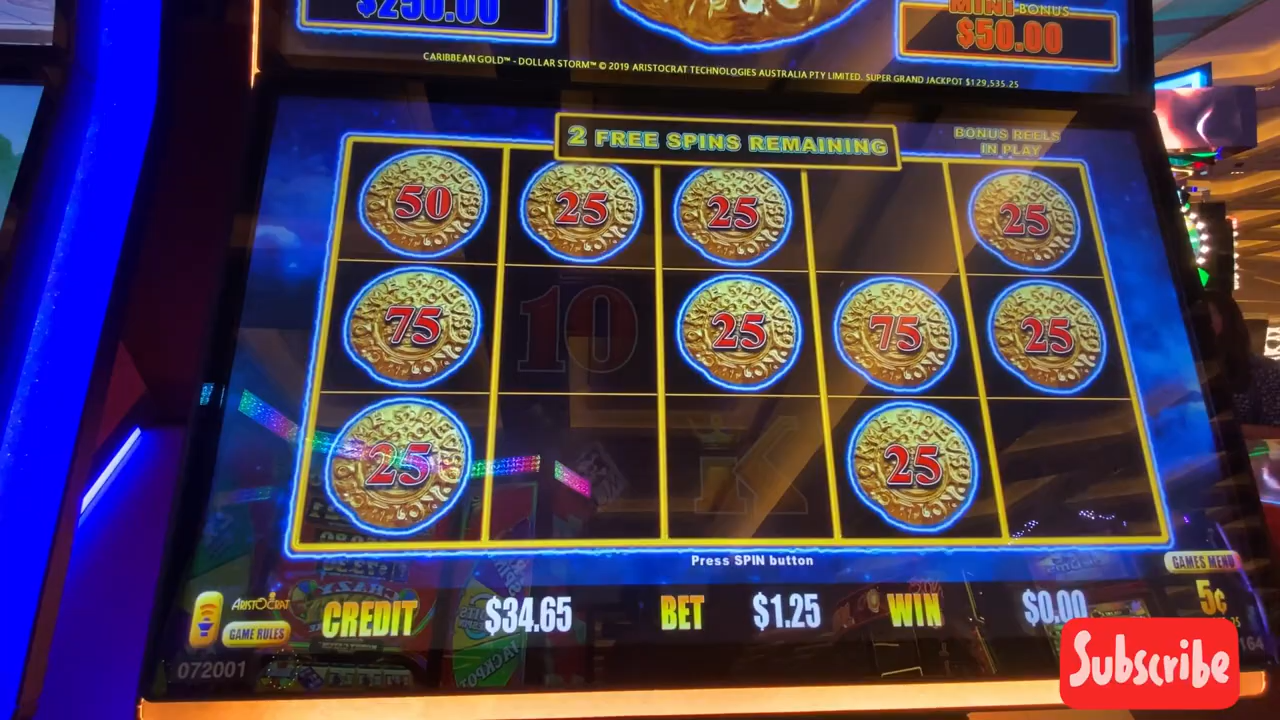 $250.00
MINI BONUS
$50.00
CARIBBEAN GOLD™ - DOLLAR STORM™ © 2019 ARISTOCRAT TECHNOLOGIES AUSTRALIA PTY LIMITED. SUPER GRAND JACKPOT $129,535.25
2 FREE SPINS REMAINING
BONUS REELS
IN PLAY
50 25 25 25
75 10 25 75 25
25 K 25
Press SPIN button
GAMES MENU
ARISTOCRAT
GAME RULES
CREDIT $34.65 BET $1.25 WIN $0.00 5¢
072001
Subscribe